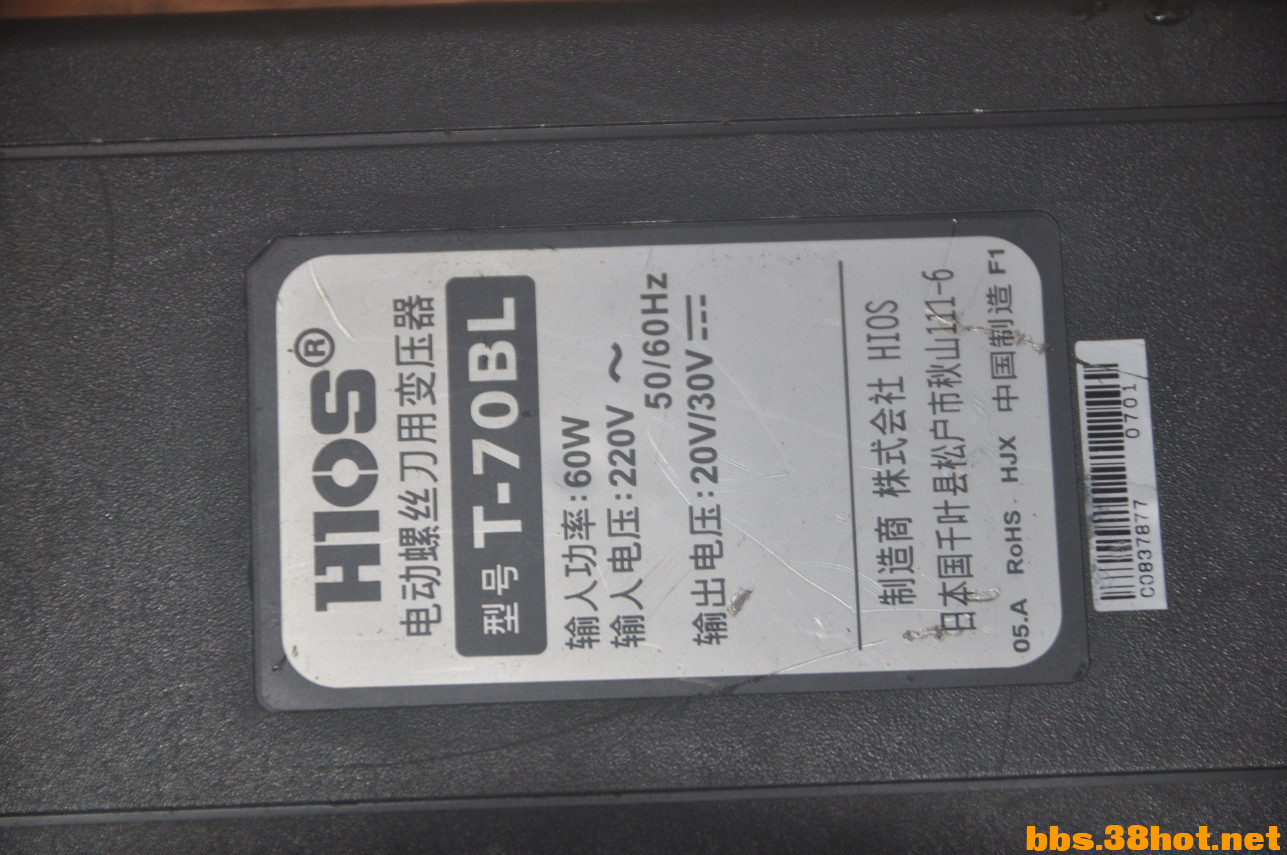 HIOS®
电动螺丝刀用变压器
型号 T-70BL
输入功率:60W
输入电压:220V ~
50/60Hz
输出电压:20V/30V⎓
制造商 株式会社 HIOS
日本国千叶县松户市秋山111-6
05.A RoHS HJX 中国制造 F1
C0837877 0701
bbs.38hot.net